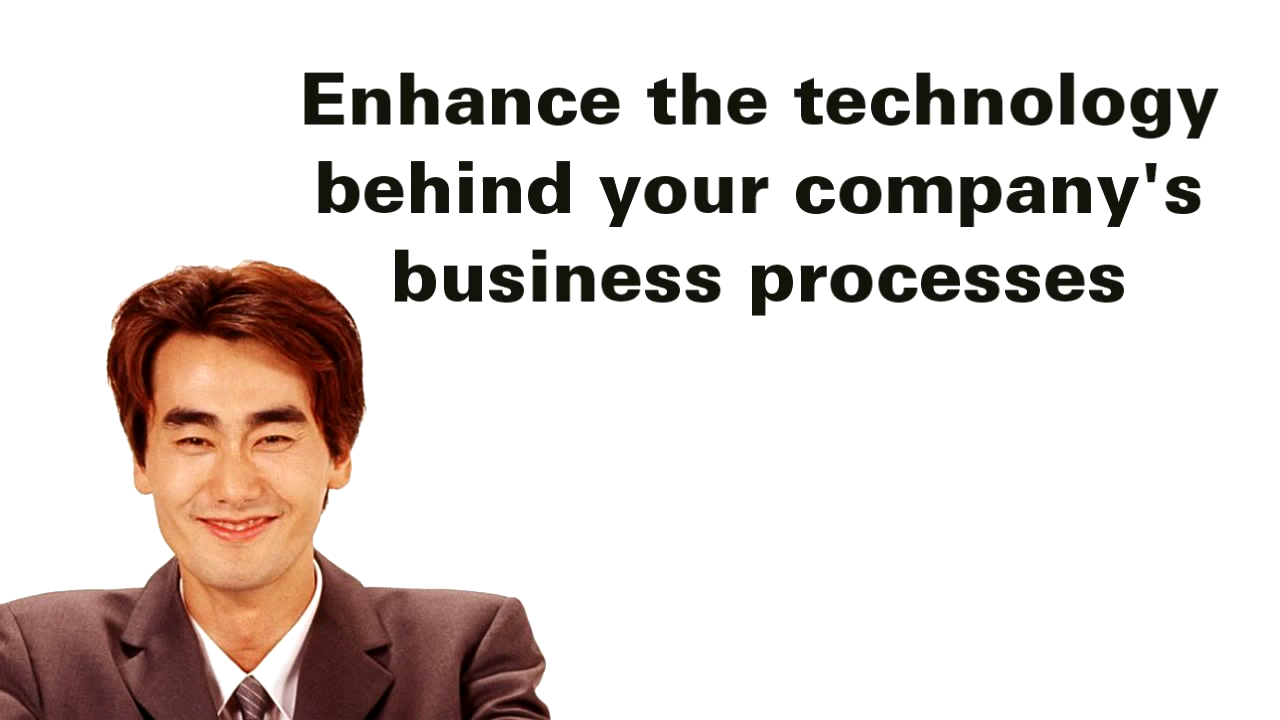 Enhance the technology
behind your company's
business processes